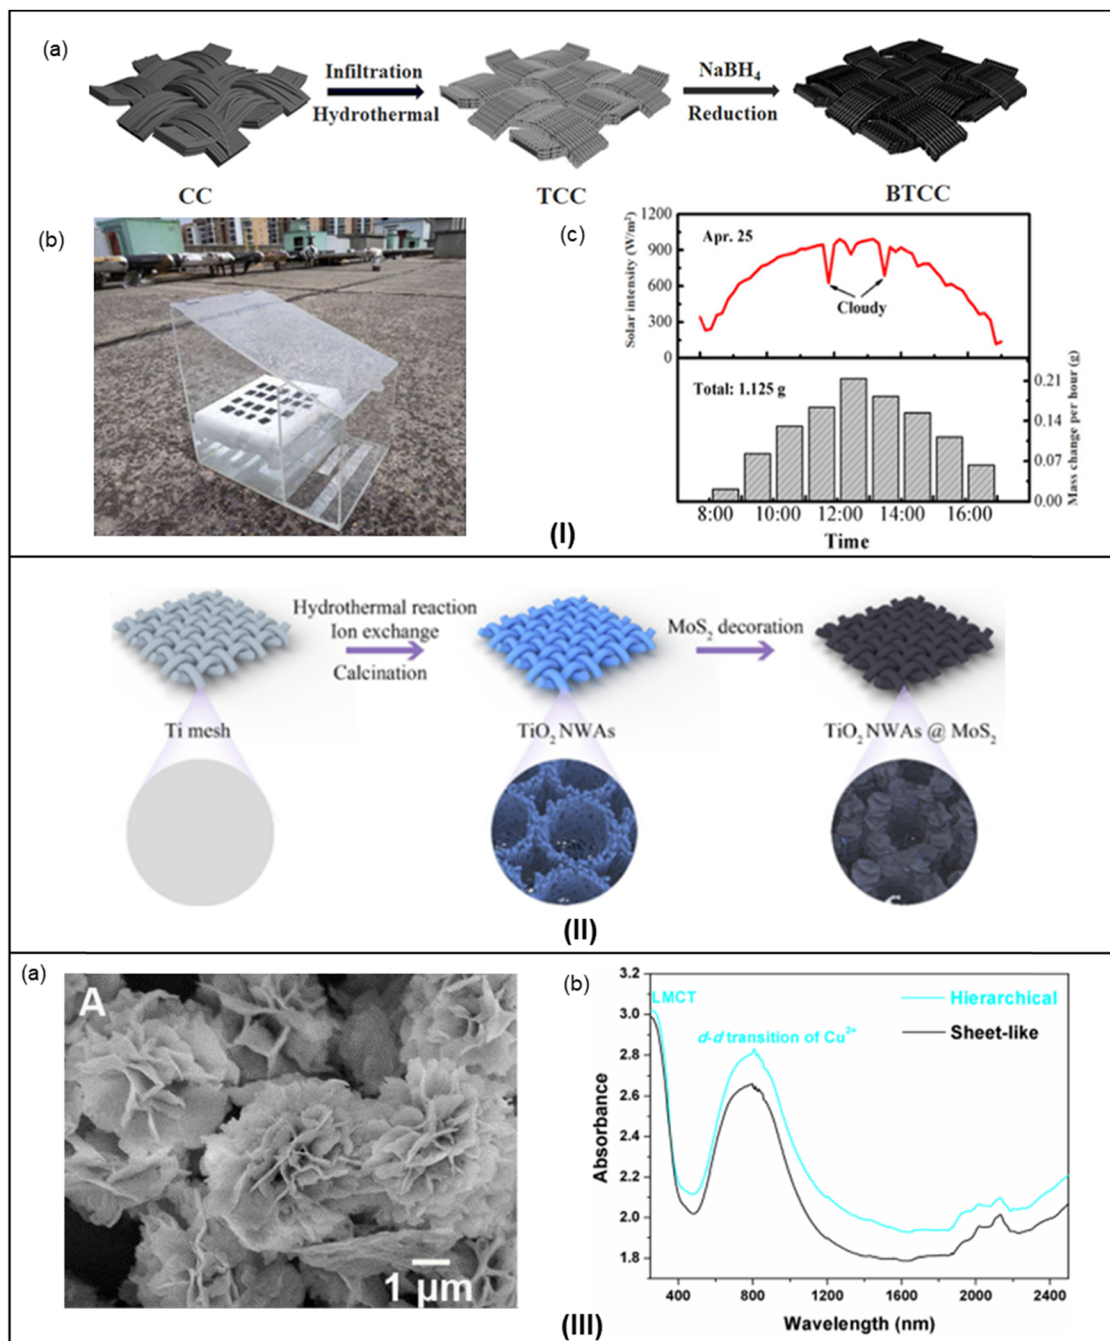 (a)
Infiltration
Hydrothermal
NaBH₄
Reduction
CC
TCC
BTCC
(b)
(c)
Solar intensity (W/m²)
1200
900
600
300
0
Apr. 25
Cloudy
Total: 1.125 g
0.21
0.14
0.07
0.00
Mass change per hour (g)
8:00 10:00 12:00 14:00 16:00
Time
(I)
Hydrothermal reaction
Ion exchange
Calcination
MoS₂ decoration
Ti mesh
TiO₂ NWAs
TiO₂ NWAs @ MoS₂
(II)
(a)
A
1 µm
(b)
Absorbance
3.2
3.0
2.8
2.6
2.4
2.2
2.0
1.8
LMCT
d-d transition of Cu²⁺
Hierarchical
Sheet-like
400 800 1200 1600 2000 2400
Wavelength (nm)
(III)